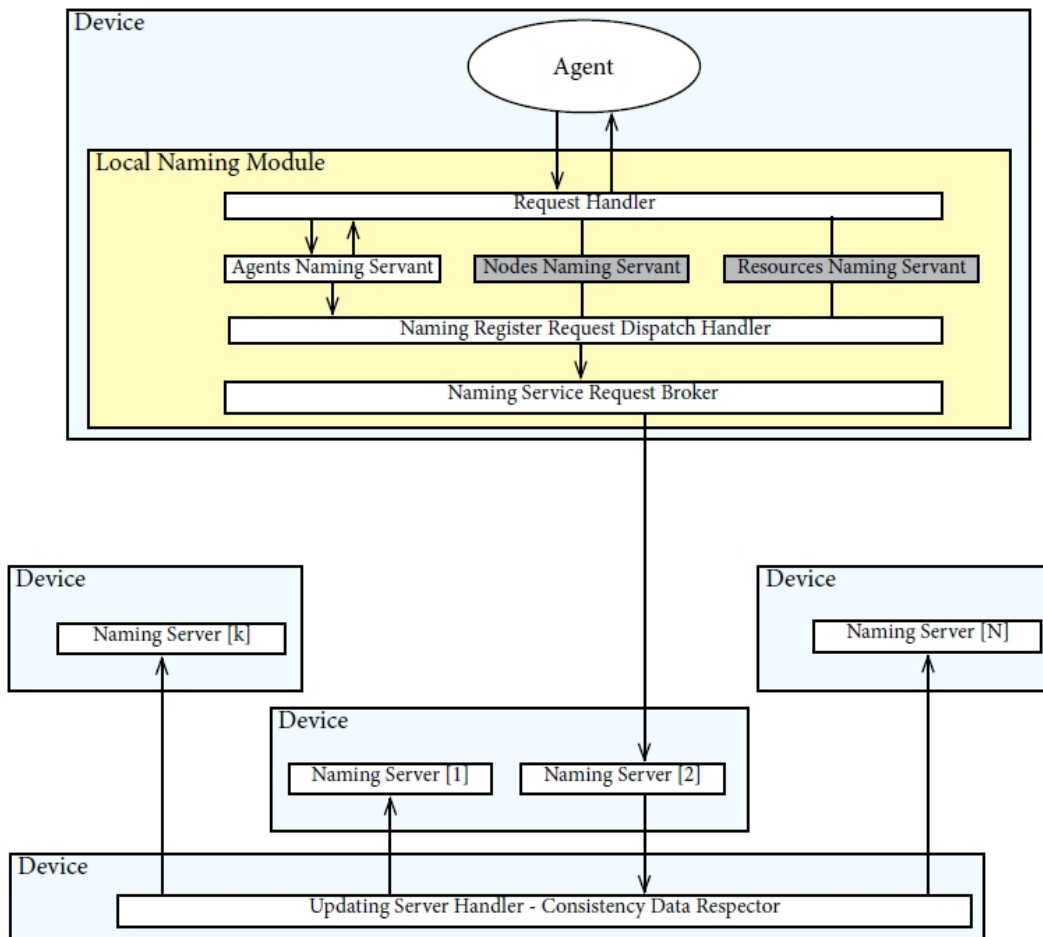 Device
Agent
Local Naming Module
Request Handler
Agents Naming Servant
Nodes Naming Servant
Resources Naming Servant
Naming Register Request Dispatch Handler
Naming Service Request Broker
Device
Naming Server [k]
Device
Naming Server [N]
Device
Naming Server [1]
Naming Server [2]
Device
Updating Server Handler - Consistency Data Respector